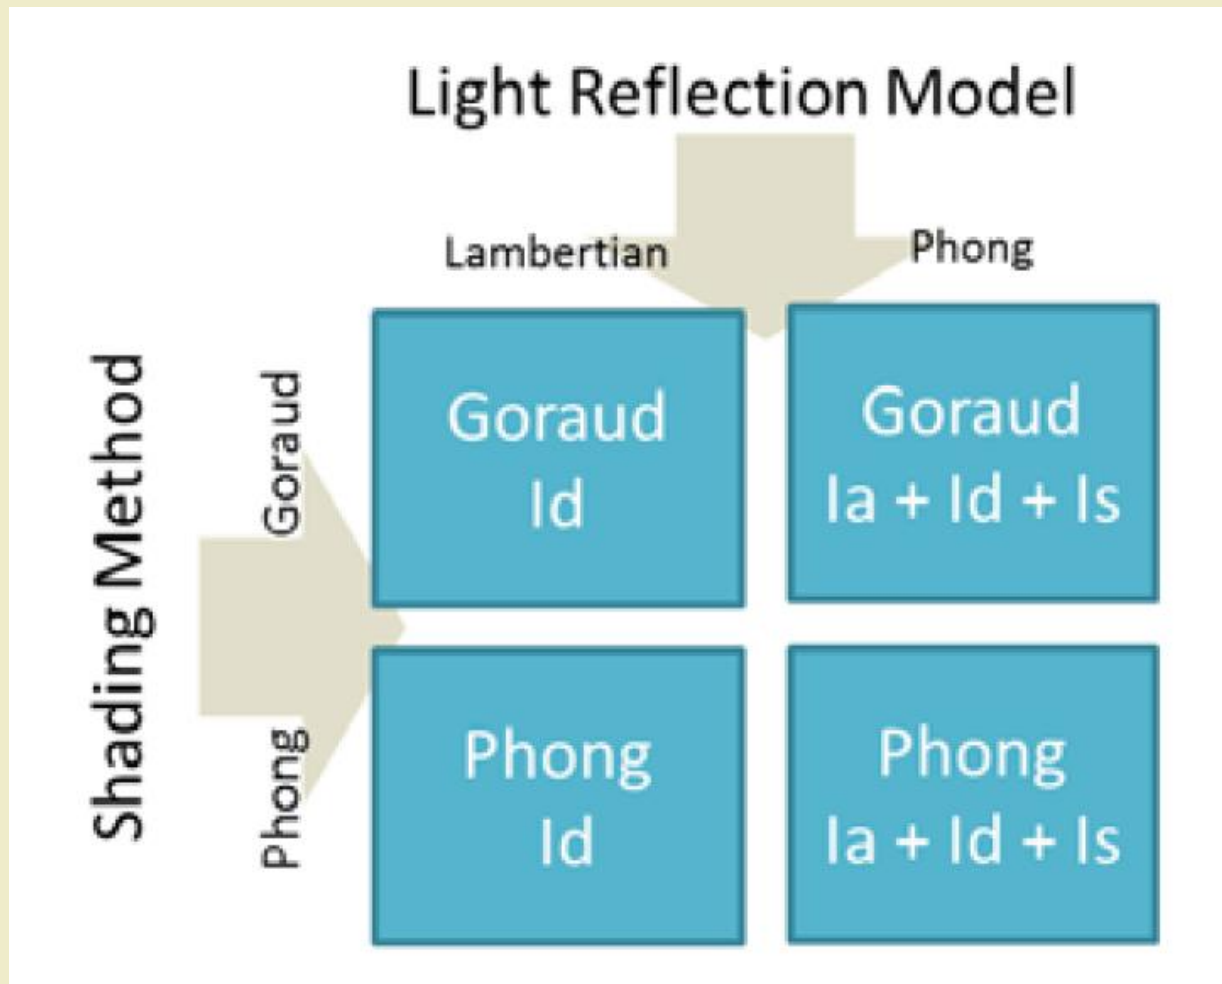 Light Reflection Model
Lambertian
Phong
Shading Method
Goraud
Phong
Goraud
Id
Goraud
Ia + Id + Is
Phong
Id
Phong
Ia + Id + Is